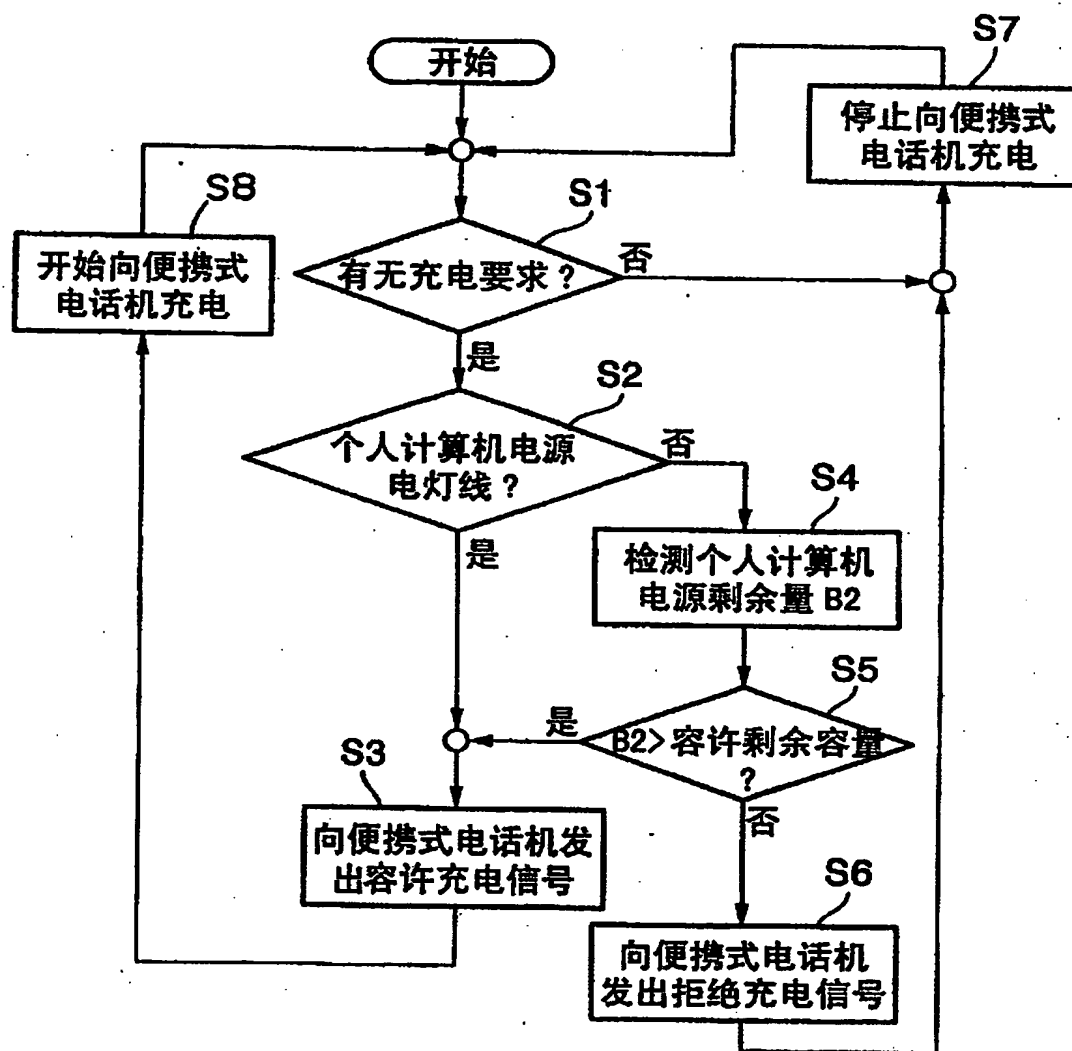 开始
S7
停止向便携式
电话机充电
S8
开始向便携式
电话机充电
S1
有无充电要求?
否
是
S2
个人计算机电源
电灯线?
否
是
S4
检测个人计算机
电源剩余量 B2
S5
B2>容许剩余容量
?
是
否
S3
向便携式电话机发
出容许充电信号
S6
向便携式电话机
发出拒绝充电信号